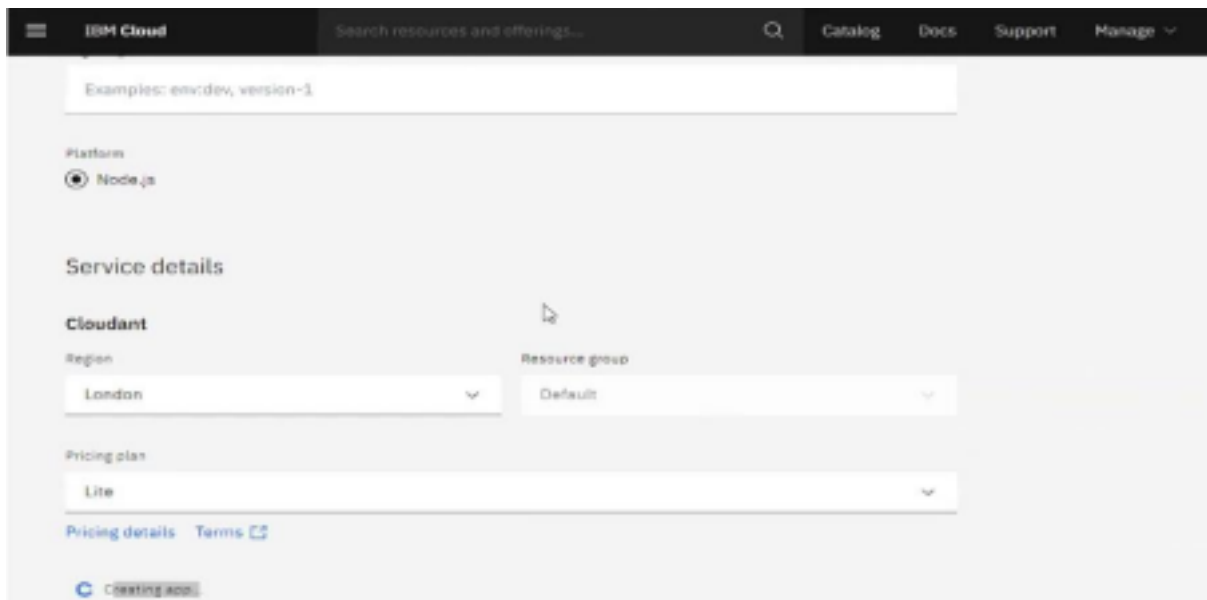 IBM Cloud Search resources and offerings... Catalog Docs Support Manage
Examples: env:dev, version-1
Platform
Node.js
Service details
Cloudant
Region Resource group
London Default
Pricing plan
Lite
Pricing details Terms
Creating app...